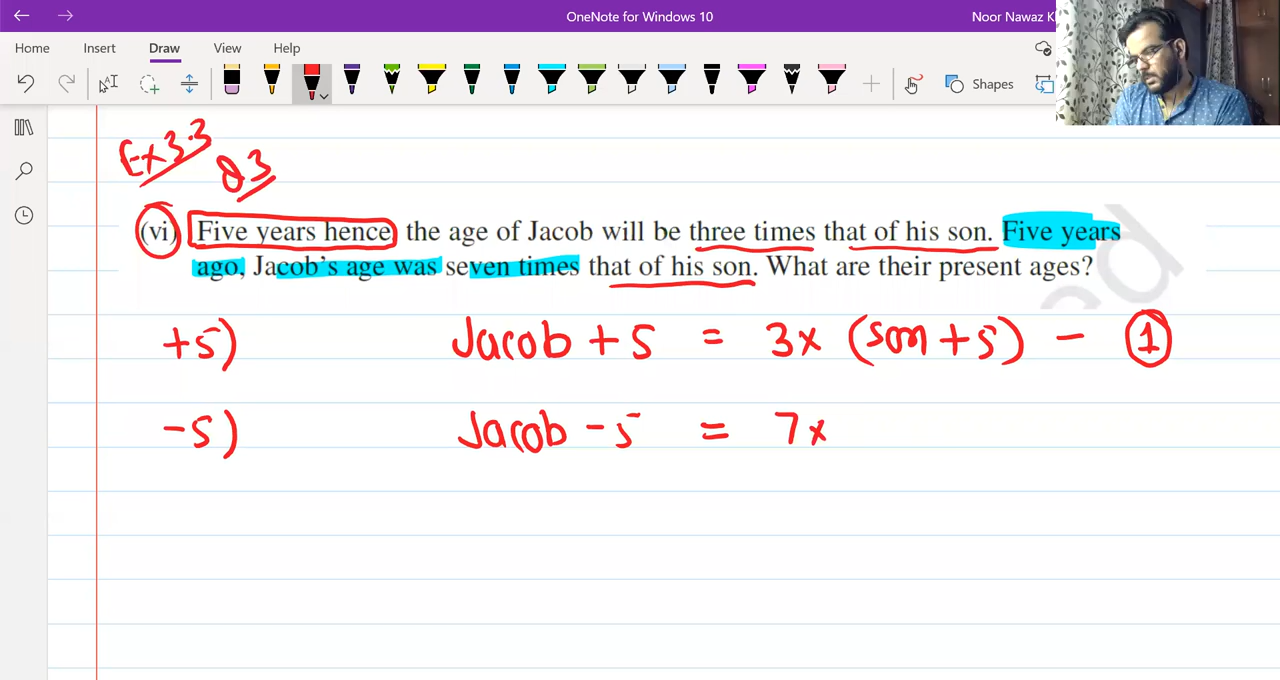 OneNote for Windows 10
Noor Nawaz K
Home Insert Draw View Help
Shapes
Ex 3.3
Q3
(vi) Five years hence, the age of Jacob will be three times that of his son. Five years
ago, Jacob's age was seven times that of his son. What are their present ages?
+5) Jacob + 5 = 3x (son + 5) - 1
-5) Jacob - 5 = 7x